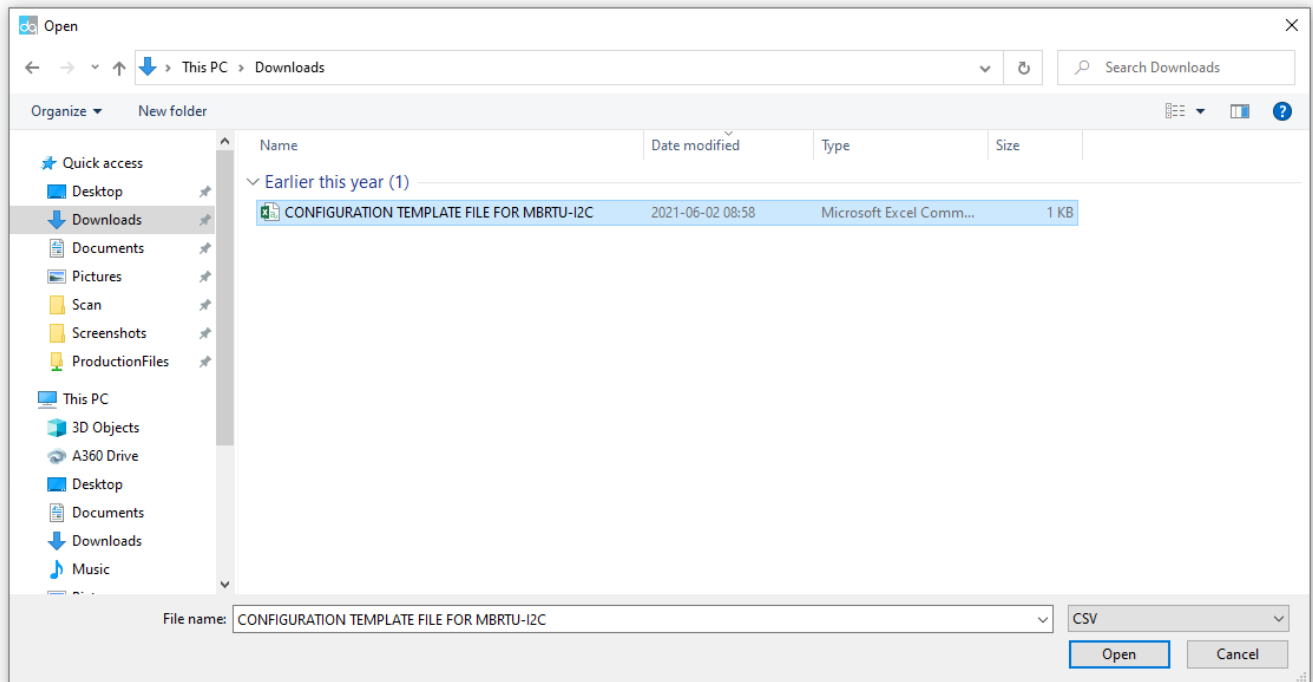 dq Open
This PC > Downloads
Search Downloads
Organize New folder
?
Name Date modified Type Size
Earlier this year (1)
CONFIGURATION TEMPLATE FILE FOR MBRTU-I2C 2021-06-02 08:58 Microsoft Excel Comm... 1 KB
Quick access
Desktop
Downloads
Documents
Pictures
Scan
Screenshots
ProductionFiles
This PC
3D Objects
A360 Drive
Desktop
Documents
Downloads
Music
File name: CONFIGURATION TEMPLATE FILE FOR MBRTU-I2C CSV
Open Cancel